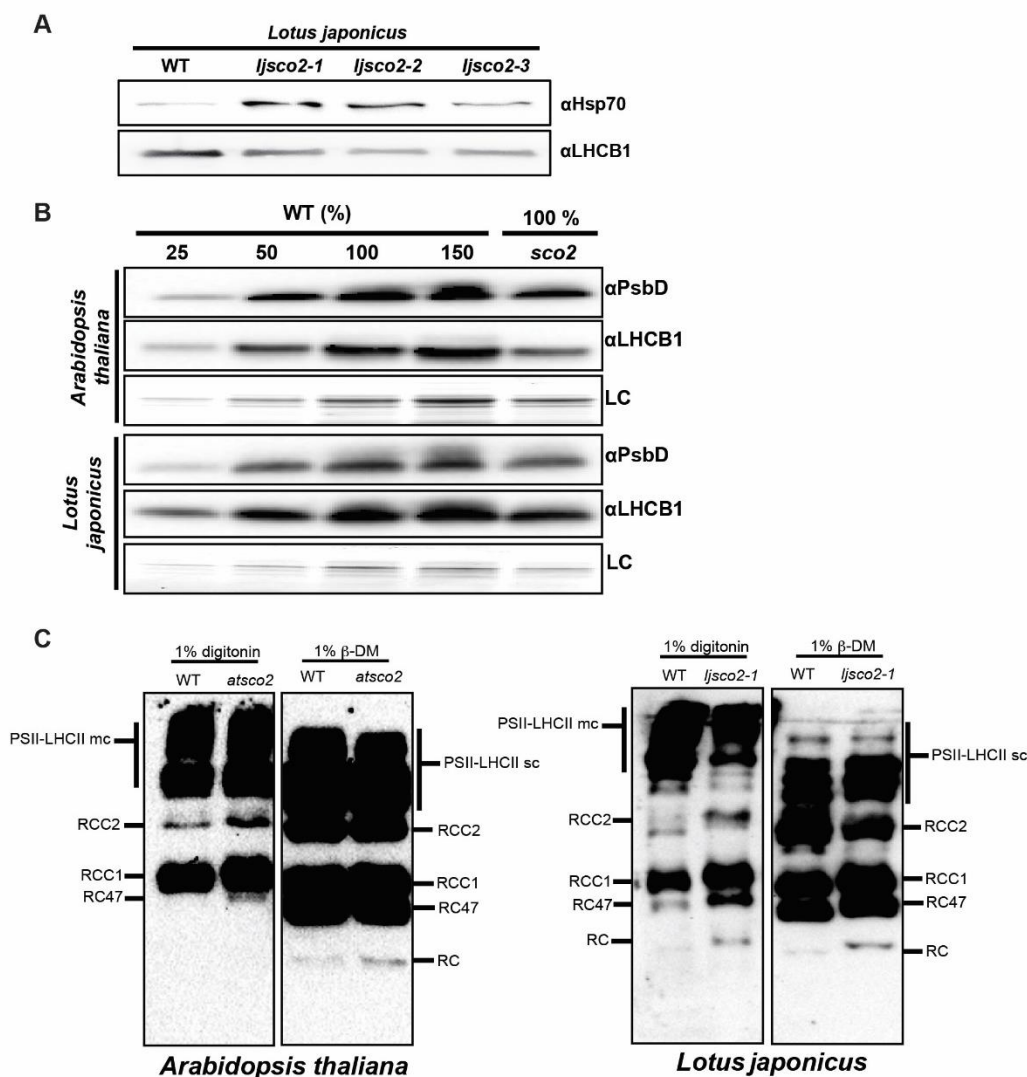 A
Lotus japonicus
WT ljsco2-1 ljsco2-2 ljsco2-3
αHsp70
αLHCB1
B
WT (%) 100 %
25 50 100 150 sco2
Arabidopsis
thaliana
αPsbD
αLHCB1
LC
Lotus
japonicus
αPsbD
αLHCB1
LC
C
1% digitonin 1% β-DM
WT atsco2 WT atsco2
PSII-LHCII mc
PSII-LHCII sc
RCC2
RCC2
RCC1
RCC1
RC47
RC47
RC
Arabidopsis thaliana
1% digitonin 1% β-DM
WT ljsco2-1 WT ljsco2-1
PSII-LHCII mc
PSII-LHCII sc
RCC2
RCC2
RCC1
RCC1
RC47
RC47
RC
RC
Lotus japonicus